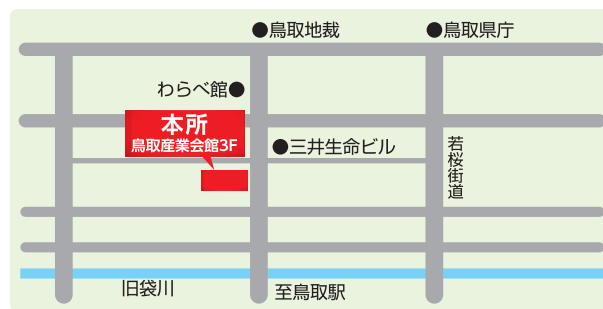 ●鳥取地裁
●鳥取県庁
わらべ館●
本所
鳥取産業会館3F
●三井生命ビル
若桜街道
旧袋川
至鳥取駅